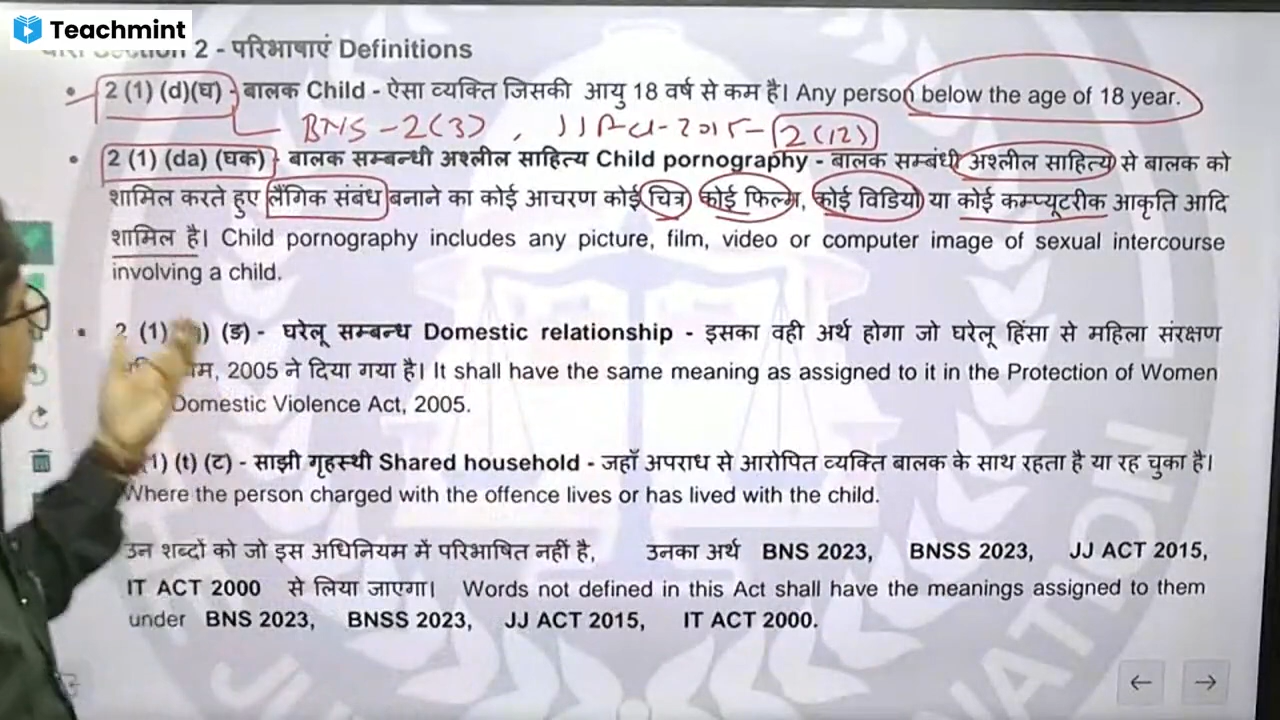 Teachmint
Section 2 - परिभाषाएं Definitions
2 (1) (d)(घ) - बालक Child - ऐसा व्यक्ति जिसकी आयु 18 वर्ष से कम है। Any person below the age of 18 year.
BNS - 2(3) , JJ Act-2015- 2(12)
2 (1) (da) (घक) - बालक सम्बन्धी अश्लील साहित्य Child pornography - बालक सम्बंधी अश्लील साहित्य से बालक को
शामिल करते हुए लैंगिक संबंध बनाने का कोई आचरण कोई चित्र कोई फिल्म, कोई विडियो या कोई कम्प्यूटरीक आकृति आदि
शामिल है। Child pornography includes any picture, film, video or computer image of sexual intercourse
involving a child.
2 (1) (ङ) - घरेलू सम्बन्ध Domestic relationship - इसका वही अर्थ होगा जो घरेलू हिंसा से महिला संरक्षण
2005 ने दिया गया है। It shall have the same meaning as assigned to it in the Protection of Women
Domestic Violence Act, 2005.
1) (t) (ट) - साझी गृहस्थी Shared household - जहाँ अपराध से आरोपित व्यक्ति बालक के साथ रहता है या रह चुका है।
Where the person charged with the offence lives or has lived with the child.
उन शब्दों को जो इस अधिनियम में परिभाषित नहीं है, उनका अर्थ BNS 2023, BNSS 2023, JJ ACT 2015,
IT ACT 2000 से लिया जाएगा। Words not defined in this Act shall have the meanings assigned to them
under BNS 2023, BNSS 2023, JJ ACT 2015, IT ACT 2000.
NATION